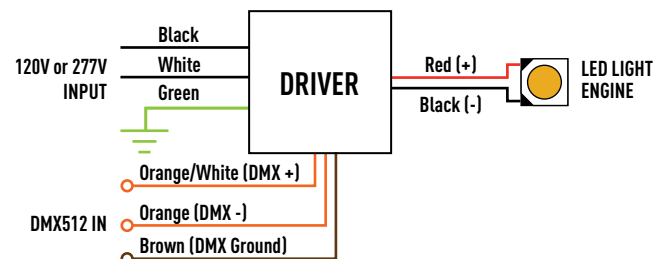 Black
120V or 277V
INPUT
White
Green
DRIVER
Red (+)
Black (-)
LED LIGHT
ENGINE
Orange/White (DMX +)
DMX512 IN
Orange (DMX -)
Brown (DMX Ground)